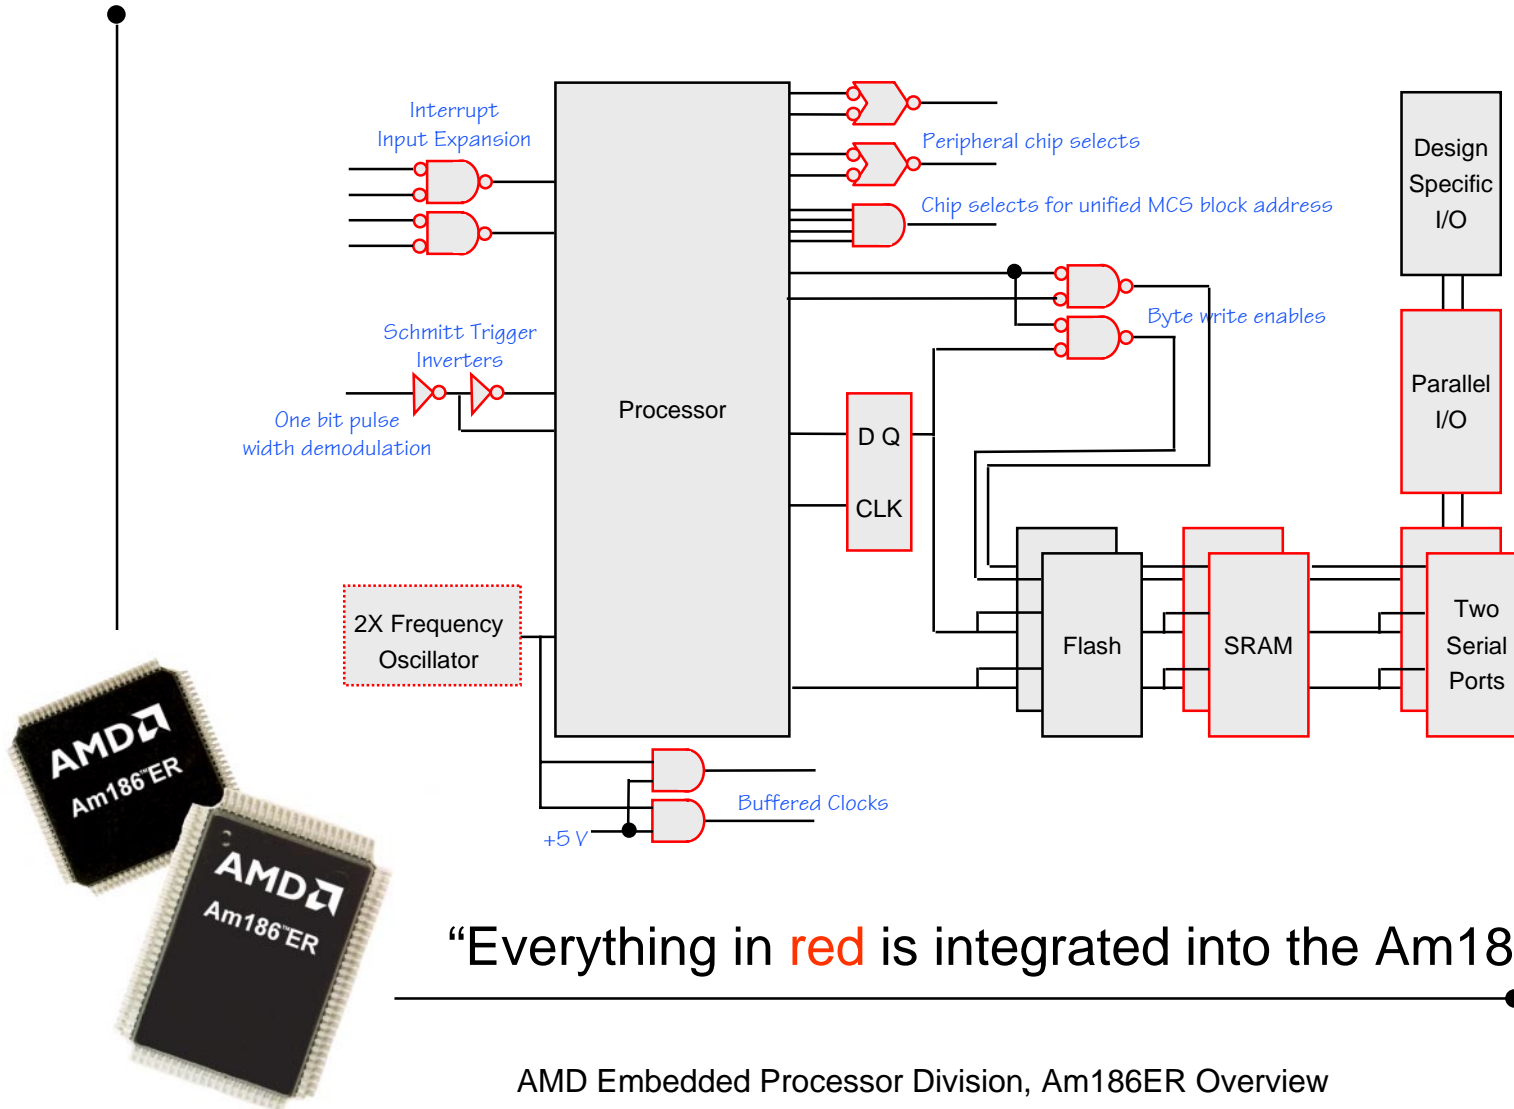 Interrupt
Input Expansion
Peripheral chip selects
Chip selects for unified MCS block address
Design
Specific
I/O
Byte write enables
Schmitt Trigger
Inverters
One bit pulse
width demodulation
Processor
D Q
CLK
Parallel
I/O
2X Frequency
Oscillator
Flash
SRAM
Two
Serial
Ports
Buffered Clocks
+5 V
AMD
Am186™ER
AMD
Am186™ER
“Everything in red is integrated into the Am18
AMD Embedded Processor Division, Am186ER Overview